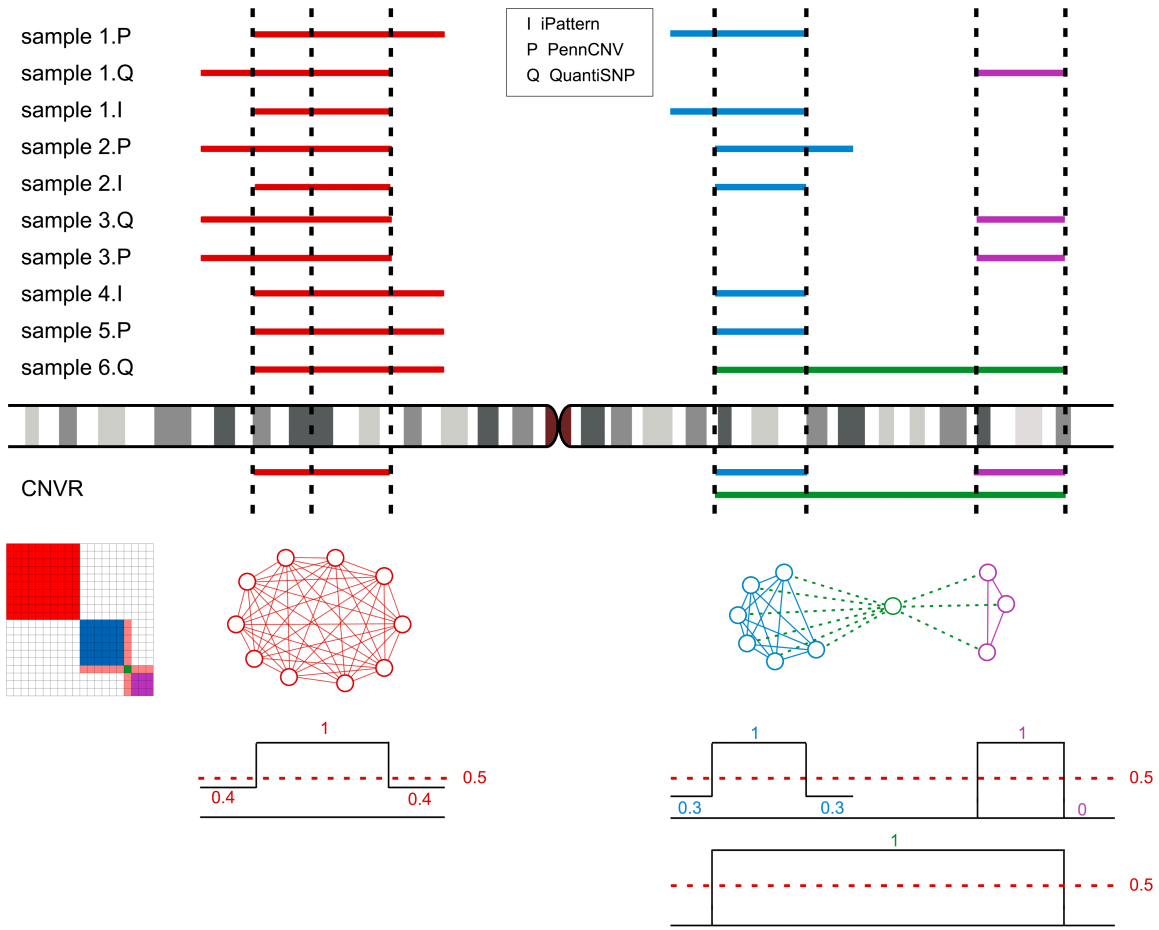 sample 1.P
I iPattern
P PennCNV
Q QuantiSNP
sample 1.Q
sample 1.I
sample 2.P
sample 2.I
sample 3.Q
sample 3.P
sample 4.I
sample 5.P
sample 6.Q
CNVR
1
0.5
0.4
0.4
1
1
0.5
0.3
0.3
0
1
0.5